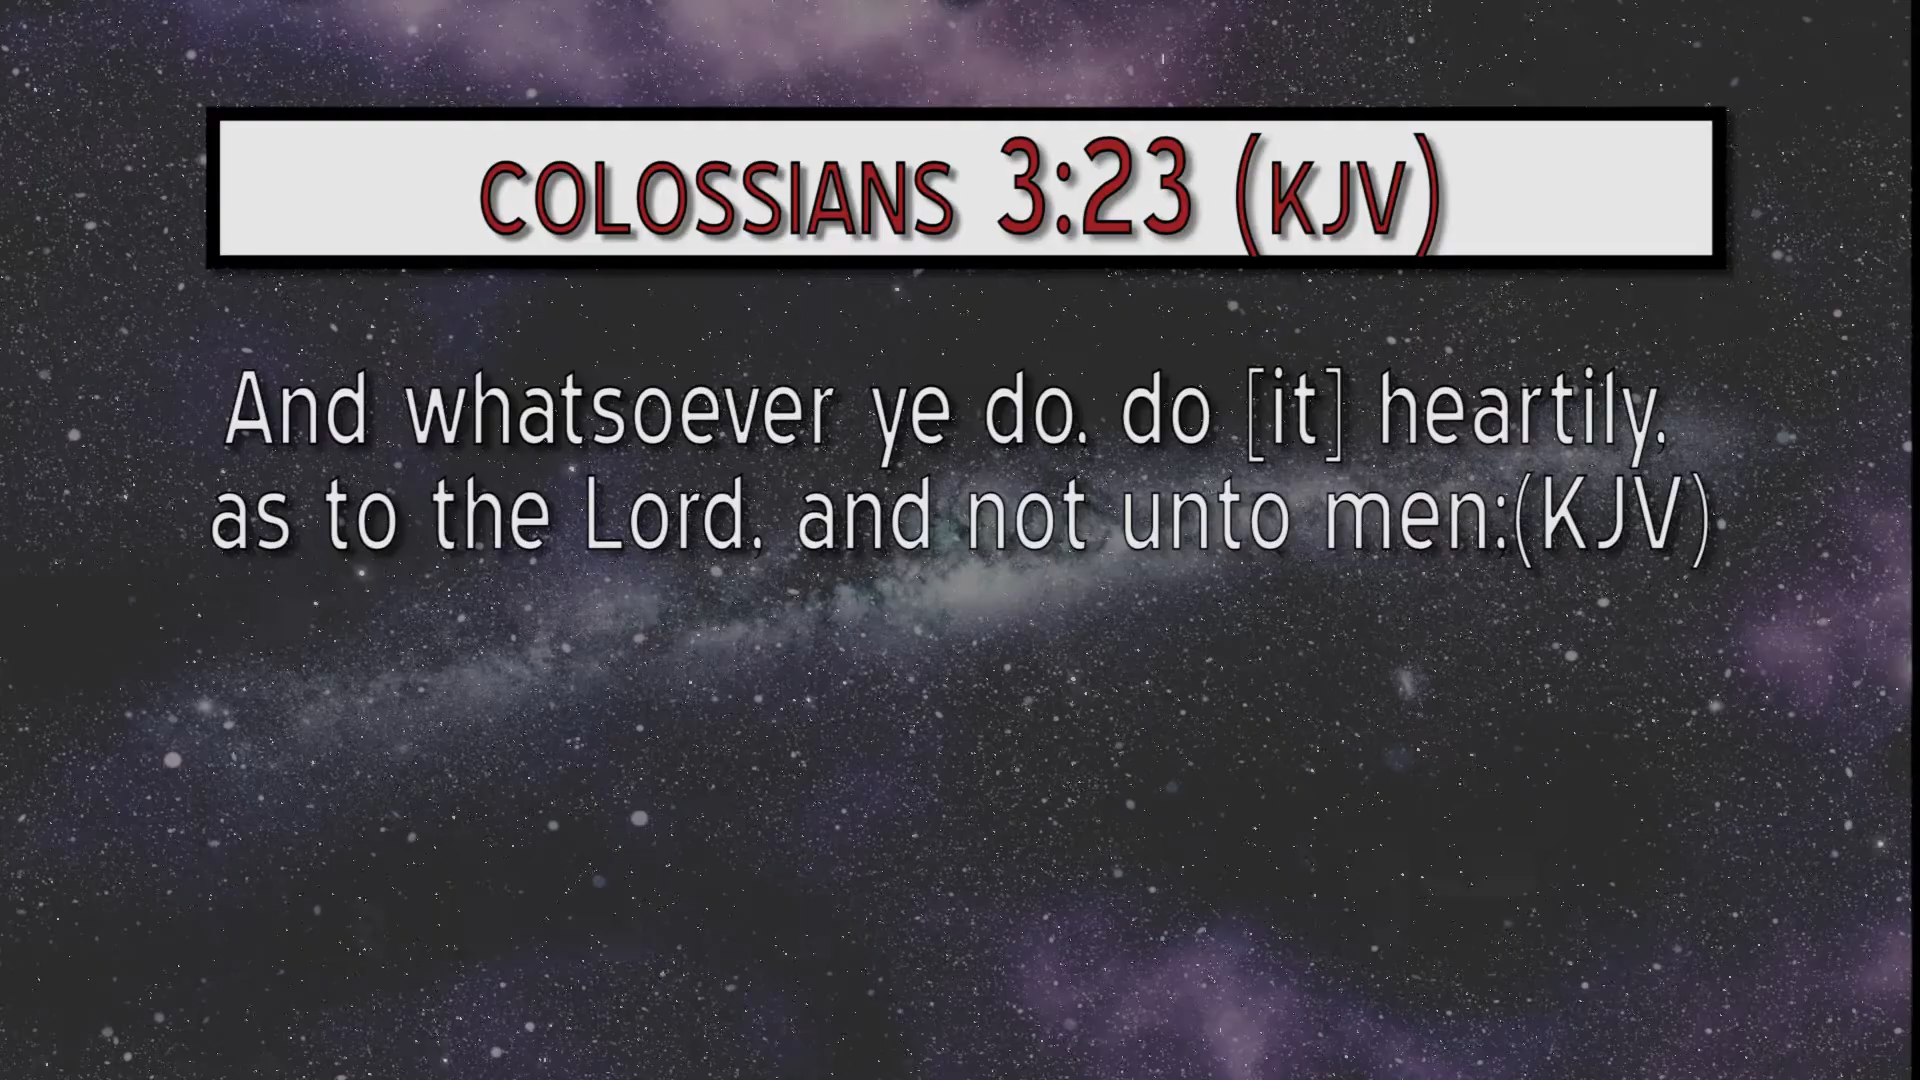 COLOSSIANS 3:23 (KJV)
And whatsoever ye do, do [it] heartily,
as to the Lord, and not unto men;(KJV)